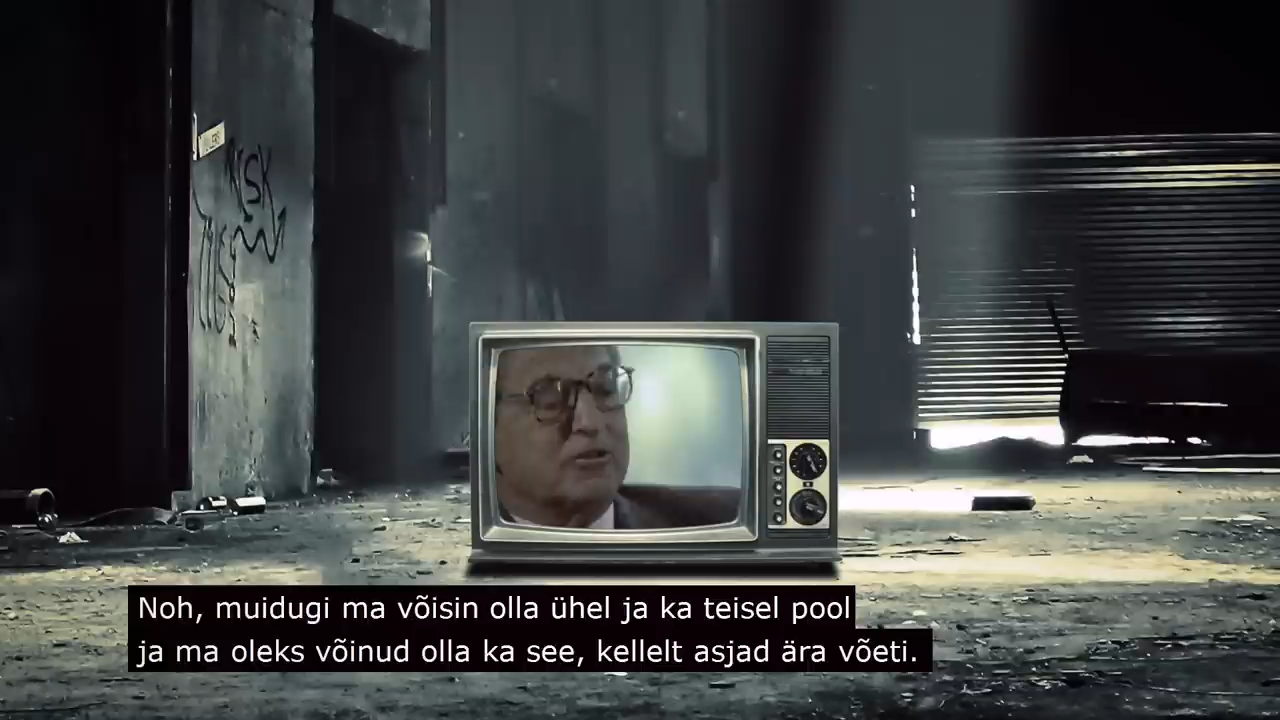 Noh, muidugi ma võisin olla ühel ja ka teisel pool
ja ma oleks võinud olla ka see, kellelt asjad ära võeti.